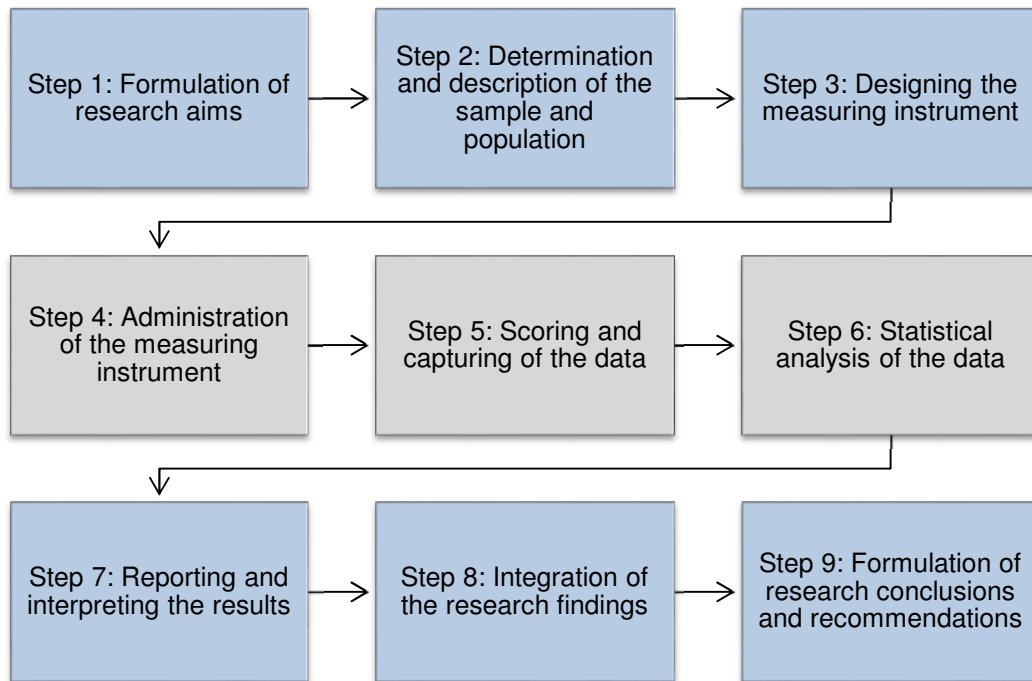 Step 1: Formulation of
research aims
Step 2: Determination
and description of the
sample and
population
Step 3: Designing the
measuring instrument
Step 4: Administration
of the measuring
instrument
Step 5: Scoring and
capturing of the data
Step 6: Statistical
analysis of the data
Step 7: Reporting and
interpreting the results
Step 8: Integration of
the research findings
Step 9: Formulation of
research conclusions
and recommendations